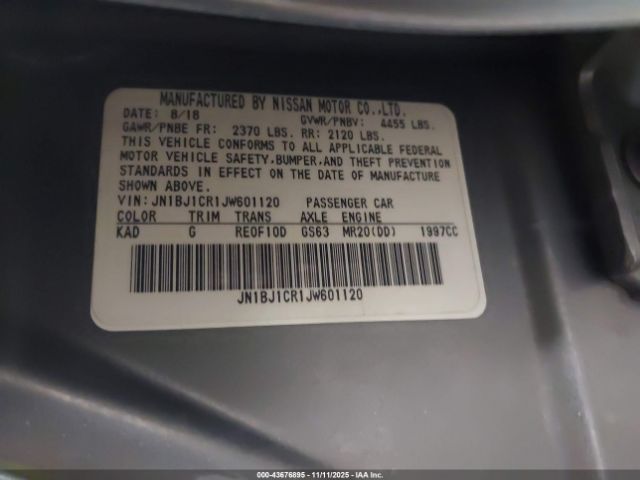 MANUFACTURED BY NISSAN MOTOR CO.,LTD.
DATE: 8/18 GVWR/PNBV: 4455 LBS.
GAWR/PNBE FR: 2370 LBS. RR: 2120 LBS.
THIS VEHICLE CONFORMS TO ALL APPLICABLE FEDERAL
MOTOR VEHICLE SAFETY,BUMPER,AND THEFT PREVENTION
STANDARDS IN EFFECT ON THE DATE OF MANUFACTURE
SHOWN ABOVE.
VIN: JN1BJ1CR1JW601120 PASSENGER CAR
COLOR TRIM TRANS AXLE ENGINE
KAD G RE0F10D GS63 MR20(DD) 1997CC
JN1BJ1CR1JW601120
000-43676895 - 11/11/2025 - IAA Inc.